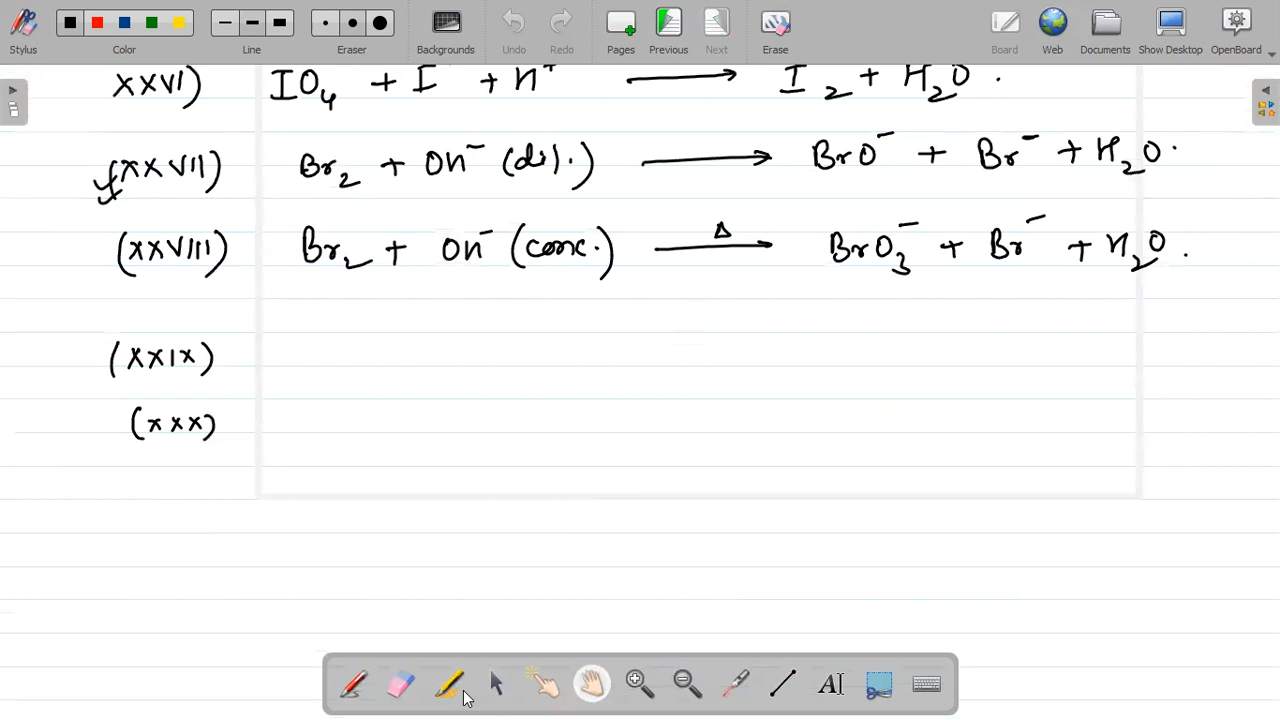 Stylus Color Line Eraser Backgrounds Undo Redo Pages Previous Next Erase Board Web Documents Show Desktop OpenBoard
XXVI) IO4 + I + H+ ⟶ I2 + H2O .
(XXVII) Br2 + OH− (dil.) ⟶ BrO− + Br− + H2O.
(XXVIII) Br2 + OH− (conc.) Δ⟶ BrO3− + Br− + H2O.
(XXIX)
(XXX)